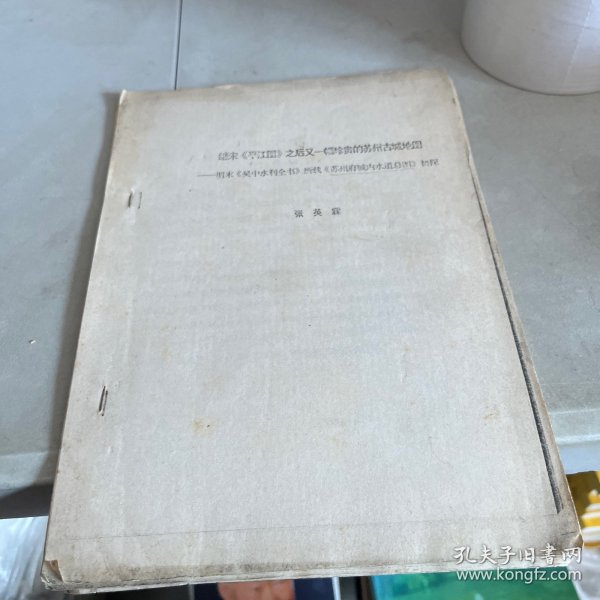 继宋《平江图》之后又一幅珍贵的苏州古城地图
——明末《吴中水利全书》所载《苏州府城内水道总图》初探
张英霖
孔夫子旧书网
www.kongfz.com